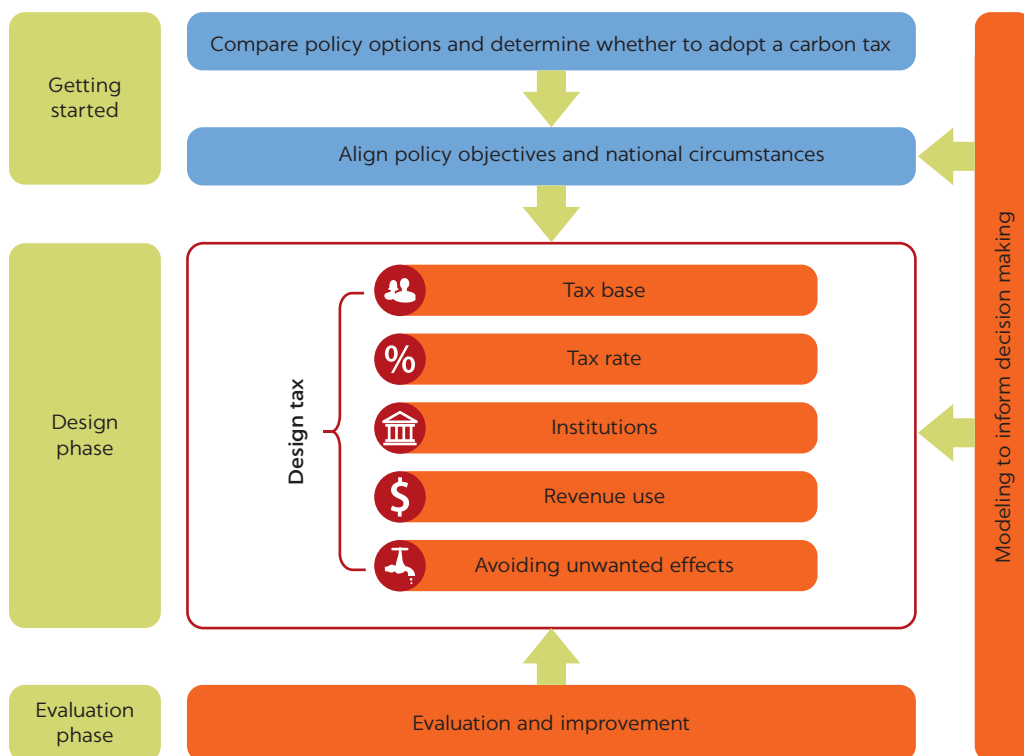 Getting
started
Compare policy options and determine whether to adopt a carbon tax
Align policy objectives and national circumstances
Design
phase
Design tax
Tax base
%
Tax rate
Institutions
$
Revenue use
Avoiding unwanted effects
Evaluation
phase
Evaluation and improvement
Modeling to inform decision making